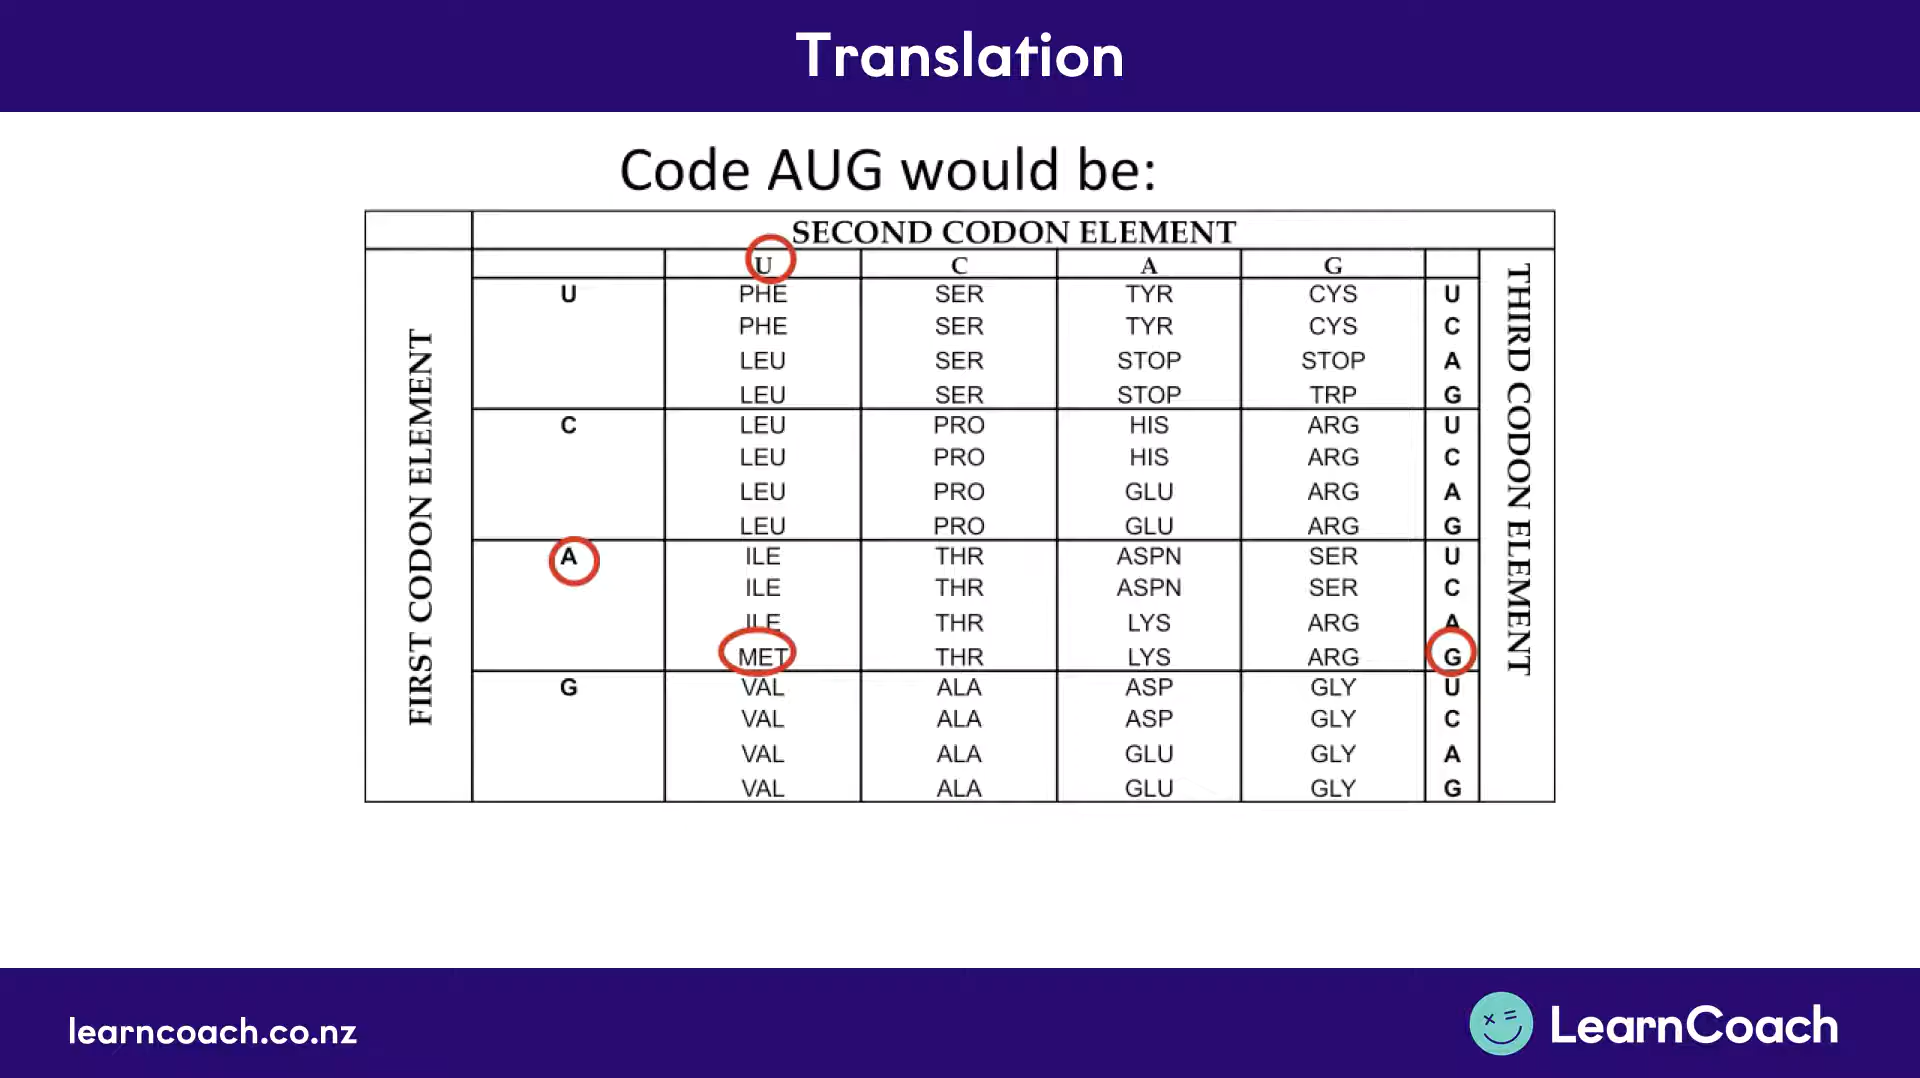 Translation
Code AUG would be:
SECOND CODON ELEMENT
U C A G
FIRST CODON ELEMENT
THIRD CODON ELEMENT
U PHE SER TYR CYS U
PHE SER TYR CYS C
LEU SER STOP STOP A
LEU SER STOP TRP G
C LEU PRO HIS ARG U
LEU PRO HIS ARG C
LEU PRO GLU ARG A
LEU PRO GLU ARG G
A ILE THR ASPN SER U
ILE THR ASPN SER C
ILE THR LYS ARG A
MET THR LYS ARG G
G VAL ALA ASP GLY U
VAL ALA ASP GLY C
VAL ALA GLU GLY A
VAL ALA GLU GLY G
learncoach.co.nz
LearnCoach